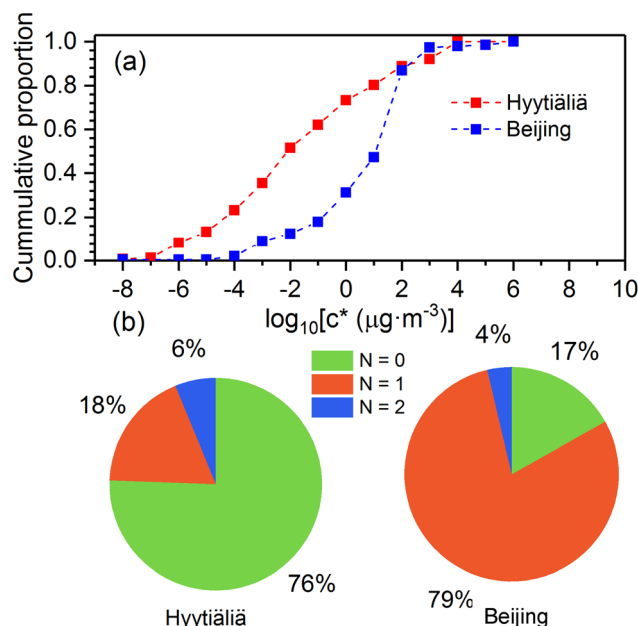 (a)
Cummulative proportion
1.0
0.8
0.6
0.4
0.2
0.0
Hyytiäliä
Beijing
-8 -6 -4 -2 0 2 4 6 8 10
log₁₀[c* (μg·m⁻³)]
(b)
N = 0
N = 1
N = 2
6%
18%
76%
Hyytiäliä
4%
17%
79%
Beijing